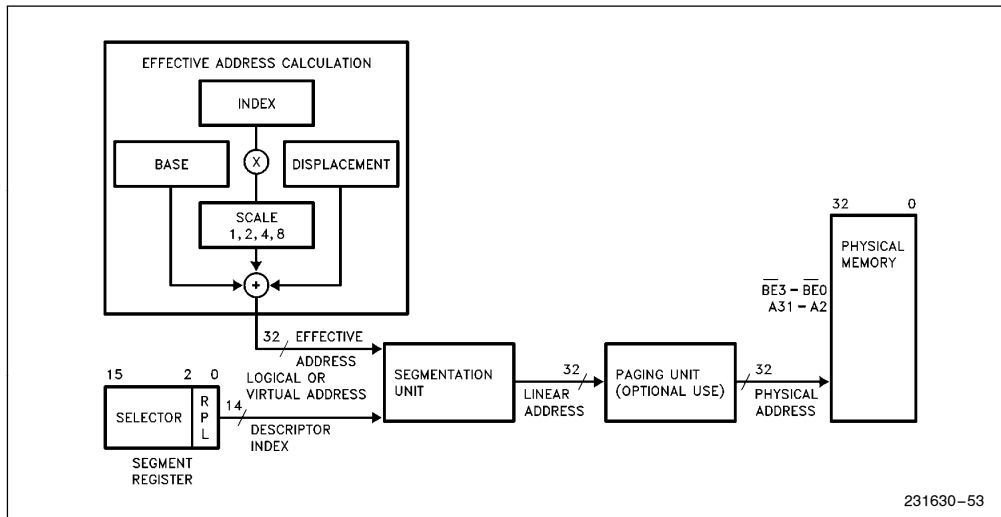 EFFECTIVE ADDRESS CALCULATION
INDEX
BASE
X
DISPLACEMENT
SCALE
1, 2, 4, 8
+
32 0
PHYSICAL
MEMORY
BE3 – BE0
A31 – A2
32 EFFECTIVE
ADDRESS
LOGICAL OR
VIRTUAL ADDRESS
SEGMENTATION
UNIT
32
LINEAR
ADDRESS
PAGING UNIT
(OPTIONAL USE)
32
PHYSICAL
ADDRESS
15 2 0
SELECTOR
R
P
L
14
DESCRIPTOR
INDEX
SEGMENT
REGISTER
231630–53